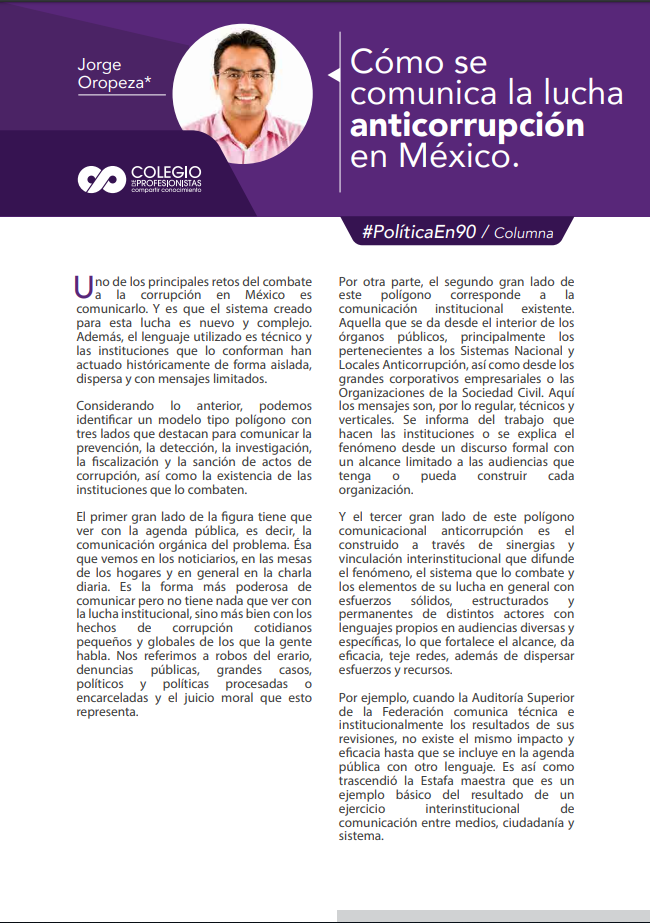 Jorge
Oropeza*
Cómo se
comunica la lucha
anticorrupción
en México.
COLEGIO
DE PROFESIONISTAS
compartir conocimiento
#PolíticaEn90 / Columna
Uno de los principales retos del combate
a la corrupción en México es
comunicarlo. Y es que el sistema creado
para esta lucha es nuevo y complejo.
Además, el lenguaje utilizado es técnico y
las instituciones que lo conforman han
actuado históricamente de forma aislada,
dispersa y con mensajes limitados.
Considerando lo anterior, podemos
identificar un modelo tipo polígono con
tres lados que destacan para comunicar la
prevención, la detección, la investigación,
la fiscalización y la sanción de actos de
corrupción, así como la existencia de las
instituciones que lo combaten.
El primer gran lado de la figura tiene que
ver con la agenda pública, es decir, la
comunicación orgánica del problema. Ésa
que vemos en los noticiarios, en las mesas
de los hogares y en general en la charla
diaria. Es la forma más poderosa de
comunicar pero no tiene nada que ver con
la lucha institucional, sino más bien con los
hechos de corrupción cotidianos
pequeños y globales de los que la gente
habla. Nos referimos a robos del erario,
denuncias públicas, grandes casos,
políticos y políticas procesadas o
encarceladas y el juicio moral que esto
representa.
Por otra parte, el segundo gran lado de
este polígono corresponde a la
comunicación institucional existente.
Aquella que se da desde el interior de los
órganos públicos, principalmente los
pertenecientes a los Sistemas Nacional y
Locales Anticorrupción, así como desde los
grandes corporativos empresariales o las
Organizaciones de la Sociedad Civil. Aquí
los mensajes son, por lo regular, técnicos y
verticales. Se informa del trabajo que
hacen las instituciones o se explica el
fenómeno desde un discurso formal con
un alcance limitado a las audiencias que
tenga o pueda construir cada
organización.
Y el tercer gran lado de este polígono
comunicacional anticorrupción es el
construido a través de sinergias y
vinculación interinstitucional que difunde
el fenómeno, el sistema que lo combate y
los elementos de su lucha en general con
esfuerzos sólidos, estructurados y
permanentes de distintos actores con
lenguajes propios en audiencias diversas y
específicas, lo que fortalece el alcance, da
eficacia, teje redes, además de dispersar
esfuerzos y recursos.
Por ejemplo, cuando la Auditoría Superior
de la Federación comunica técnica e
institucionalmente los resultados de sus
revisiones, no existe el mismo impacto y
eficacia hasta que se incluye en la agenda
pública con otro lenguaje. Es así como
trascendió la Estafa maestra que es un
ejemplo básico del resultado de un
ejercicio interinstitucional de
comunicación entre medios, ciudadanía y
sistema.